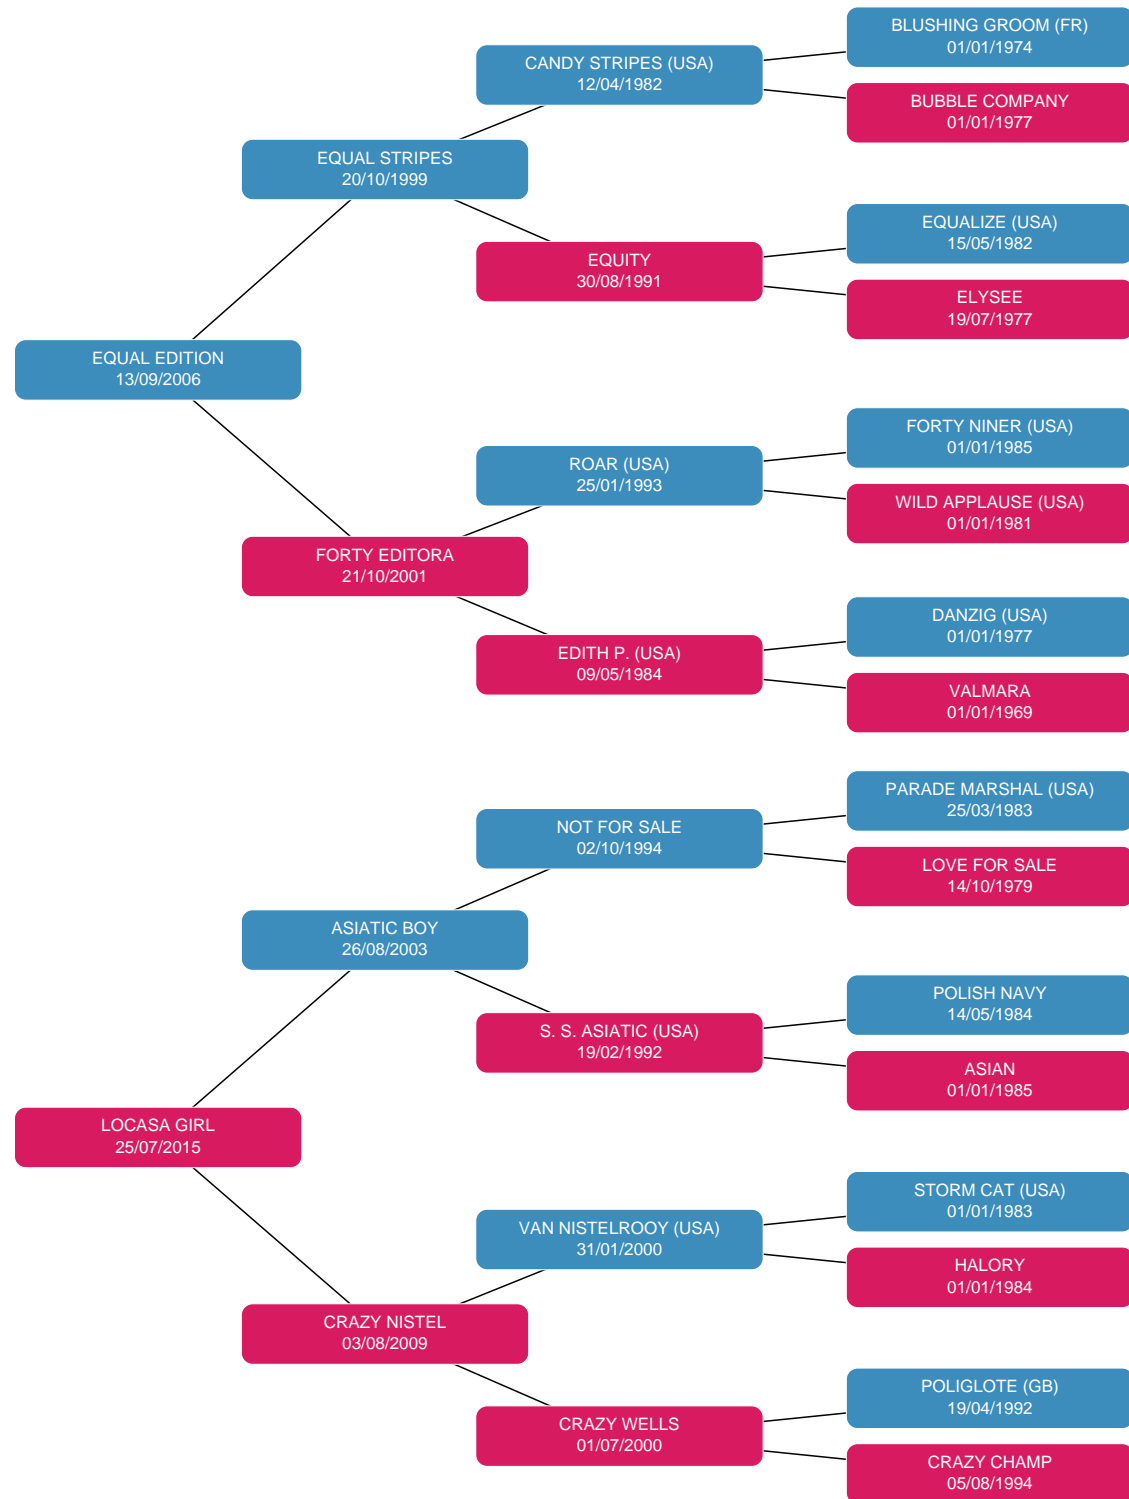 BLUSHING GROOM (FR)
01/01/1974
CANDY STRIPES (USA)
12/04/1982
BUBBLE COMPANY
01/01/1977
EQUAL STRIPES
20/10/1999
EQUALIZE (USA)
15/05/1982
EQUITY
30/08/1991
ELYSEE
19/07/1977
EQUAL EDITION
13/09/2006
FORTY NINER (USA)
01/01/1985
ROAR (USA)
25/01/1993
WILD APPLAUSE (USA)
01/01/1981
FORTY EDITORA
21/10/2001
DANZIG (USA)
01/01/1977
EDITH P. (USA)
09/05/1984
VALMARA
01/01/1969
PARADE MARSHAL (USA)
25/03/1983
NOT FOR SALE
02/10/1994
LOVE FOR SALE
14/10/1979
ASIATIC BOY
26/08/2003
POLISH NAVY
14/05/1984
S. S. ASIATIC (USA)
19/02/1992
ASIAN
01/01/1985
LOCASA GIRL
25/07/2015
STORM CAT (USA)
01/01/1983
VAN NISTELROOY (USA)
31/01/2000
HALORY
01/01/1984
CRAZY NISTEL
03/08/2009
POLIGLOTE (GB)
19/04/1992
CRAZY WELLS
01/07/2000
CRAZY CHAMP
05/08/1994